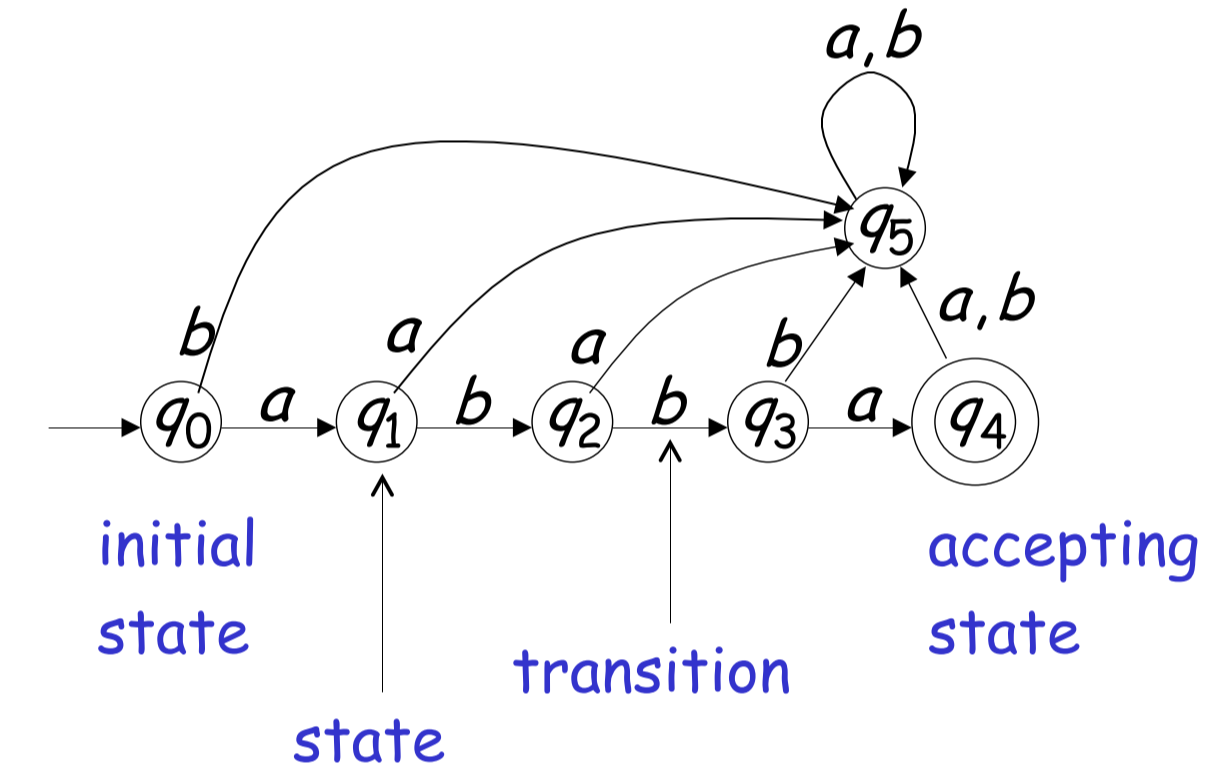 a,b
q5
a,b
b
a
a
b
q0
a
q1
b
q2
b
q3
a
q4
initial
state
accepting
state
transition
state